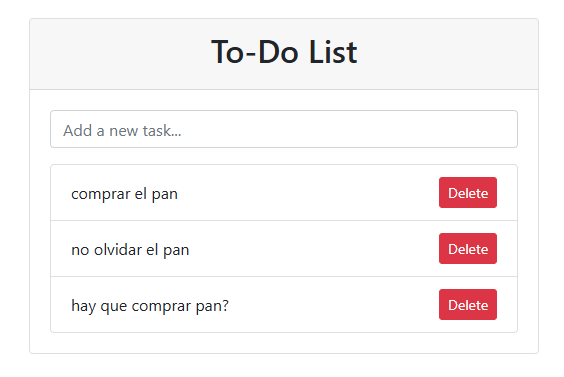 To-Do List
Add a new task...
comprar el pan
Delete
no olvidar el pan
Delete
hay que comprar pan?
Delete